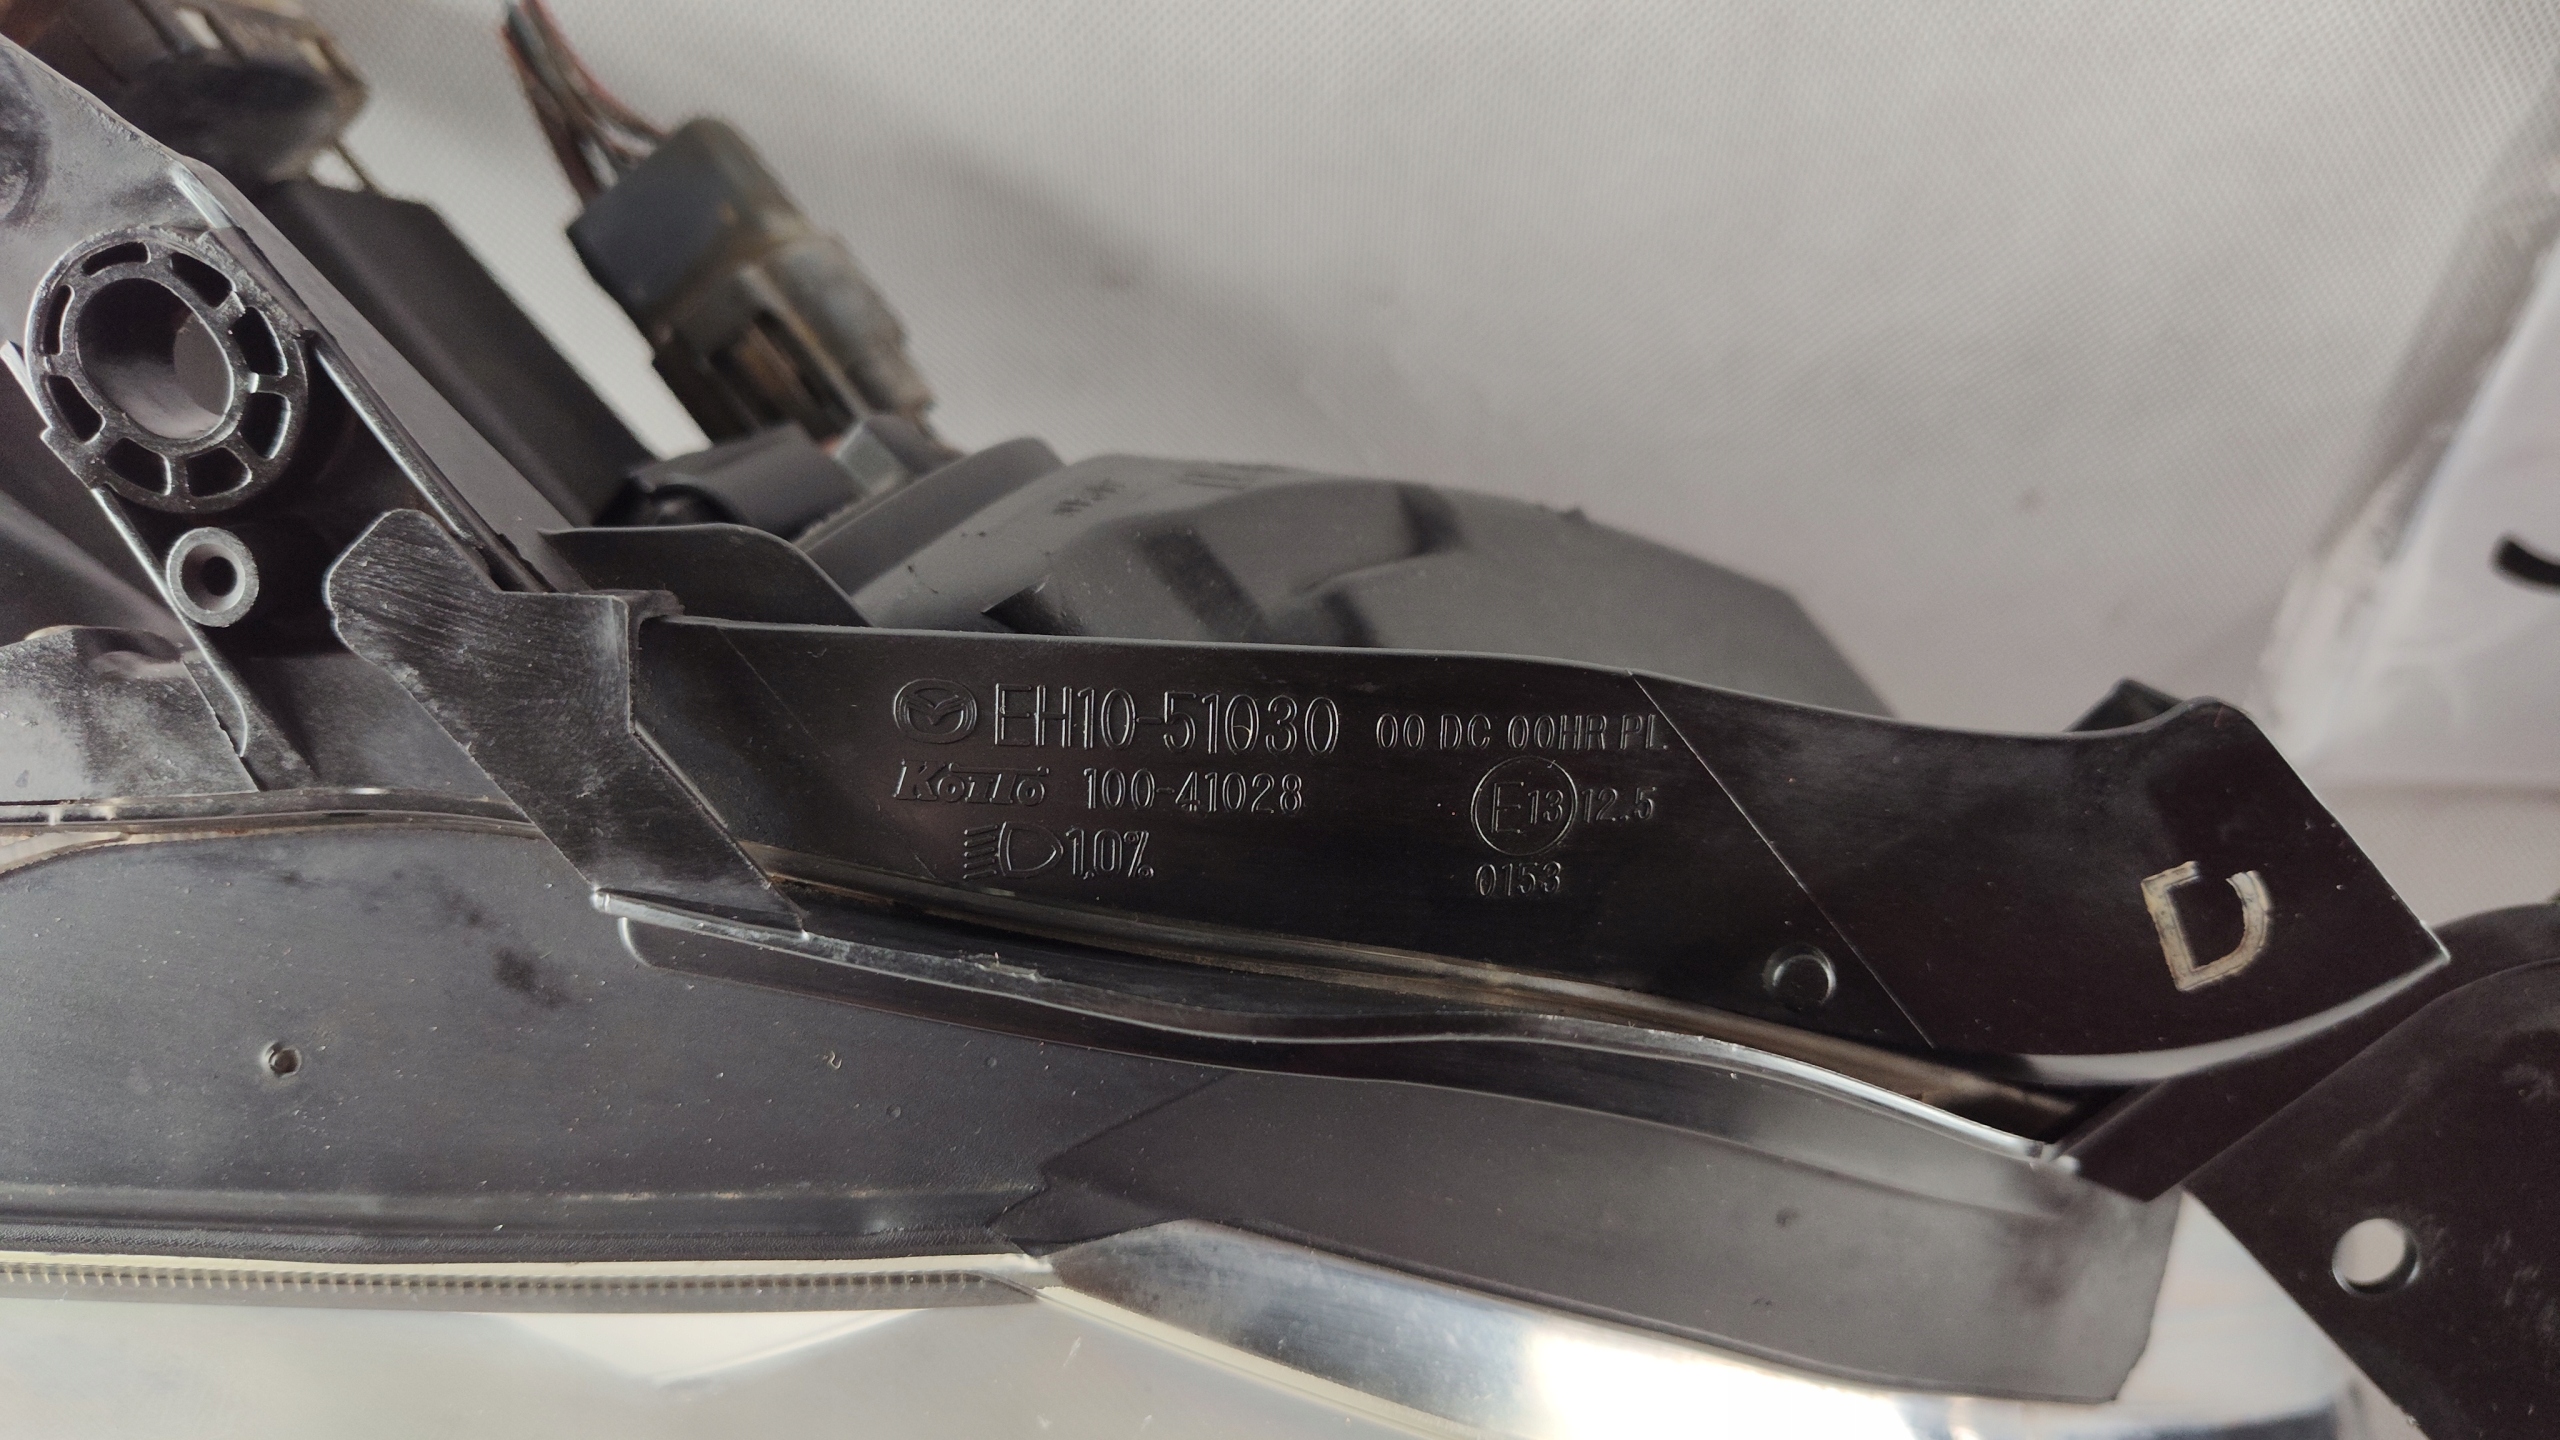 EH10-51030 00 DC 00HR PL
KOITO 100-41028 E13 12.5
1,0% 0153
D